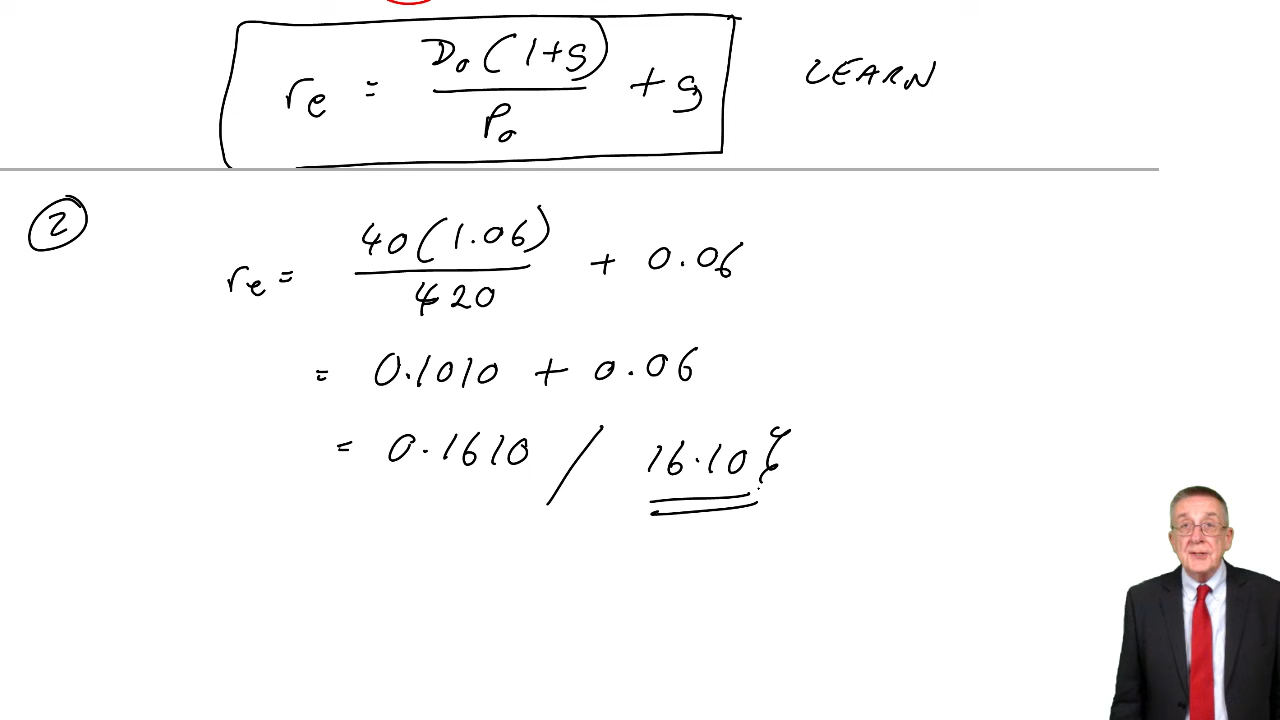 re = D₀(1+g) / P₀ + g LEARN
②
re = 40(1.06) / 420 + 0.06
= 0.1010 + 0.06
= 0.1610 / 16.10%